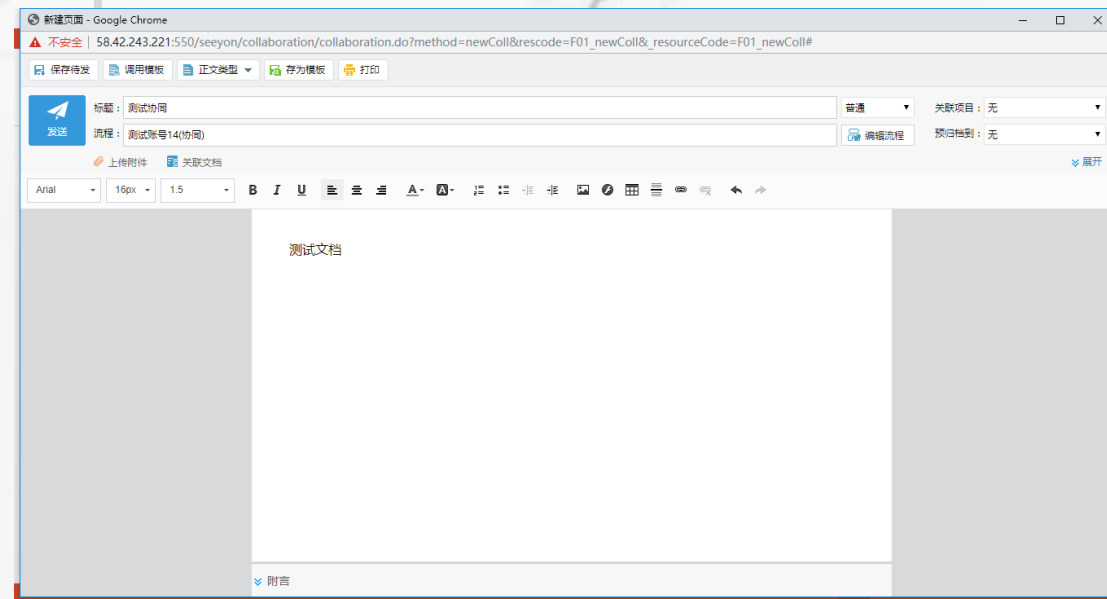 新建页面 - Google Chrome
不安全 | 58.42.243.221:550/seeyon/collaboration/collaboration.do?method=newColl&rescode=F01_newColl&_resourceCode=F01_newColl#
保存待发 调用模板 正文类型 存为模板 打印
发送
标题： 测试协同 普通 关联项目： 无
流程： 测试账号14(协同) 编辑流程 预归档到： 无
上传附件 关联文档 展开
Arial 16px 1.5 B I U A A
测试文档
附言